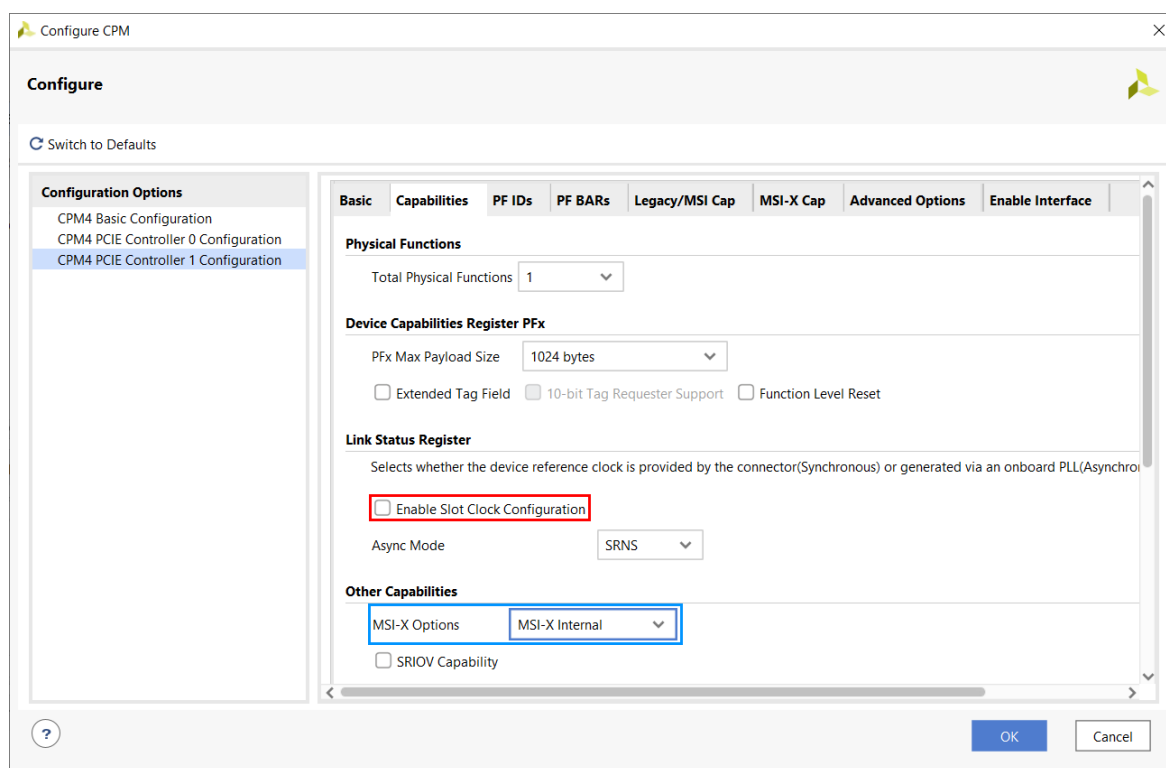 Configure CPM
Configure
Switch to Defaults
Configuration Options
CPM4 Basic Configuration
CPM4 PCIE Controller 0 Configuration
CPM4 PCIE Controller 1 Configuration
Basic Capabilities PF IDs PF BARs Legacy/MSI Cap MSI-X Cap Advanced Options Enable Interface
Physical Functions
Total Physical Functions 1
Device Capabilities Register PFx
PFx Max Payload Size 1024 bytes
Extended Tag Field 10-bit Tag Requester Support Function Level Reset
Link Status Register
Selects whether the device reference clock is provided by the connector(Synchronous) or generated via an onboard PLL(Asynchro
Enable Slot Clock Configuration
Async Mode SRNS
Other Capabilities
MSI-X Options MSI-X Internal
SRIOV Capability
?
OK Cancel